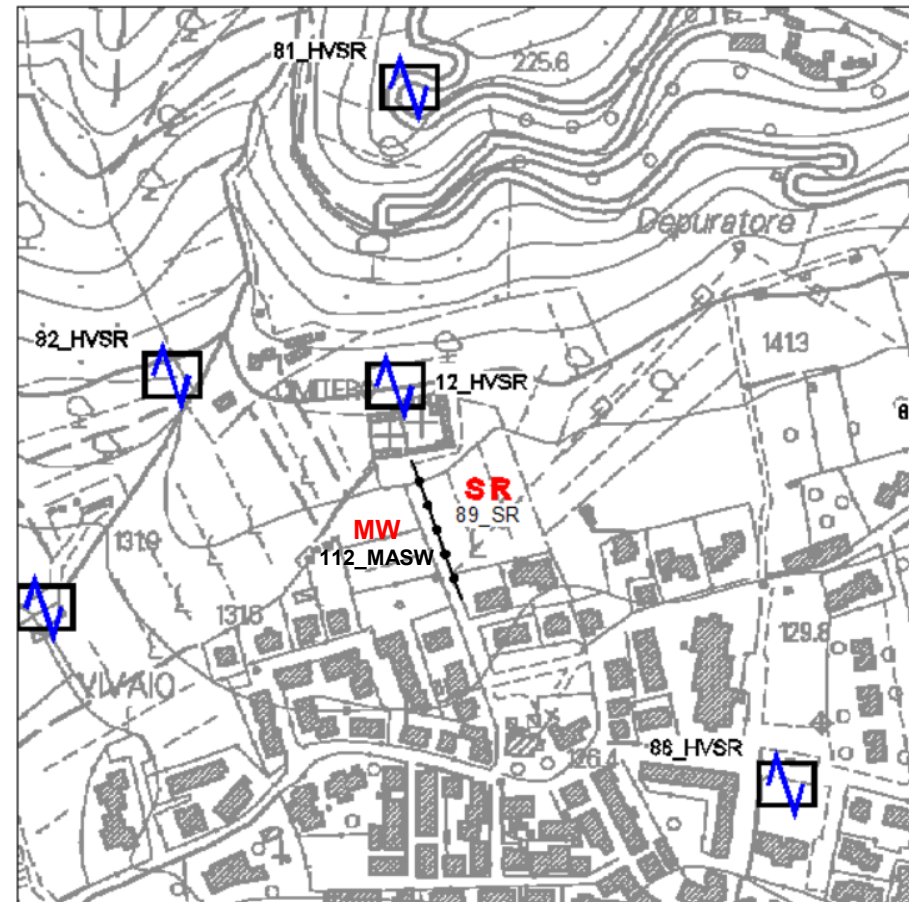 81_HVSR
225.6
Depuratore
82_HVSR
141.3
12_HVSR
SR
89_SR
MW
112_MASW
131.9
131.6
129.8
VIVAIO
86_HVSR
126.4